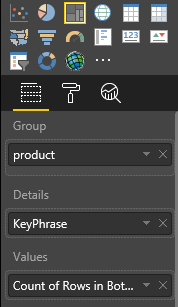 123
R
Group
product
Details
KeyPhrase
Values
Count of Rows in Bot...